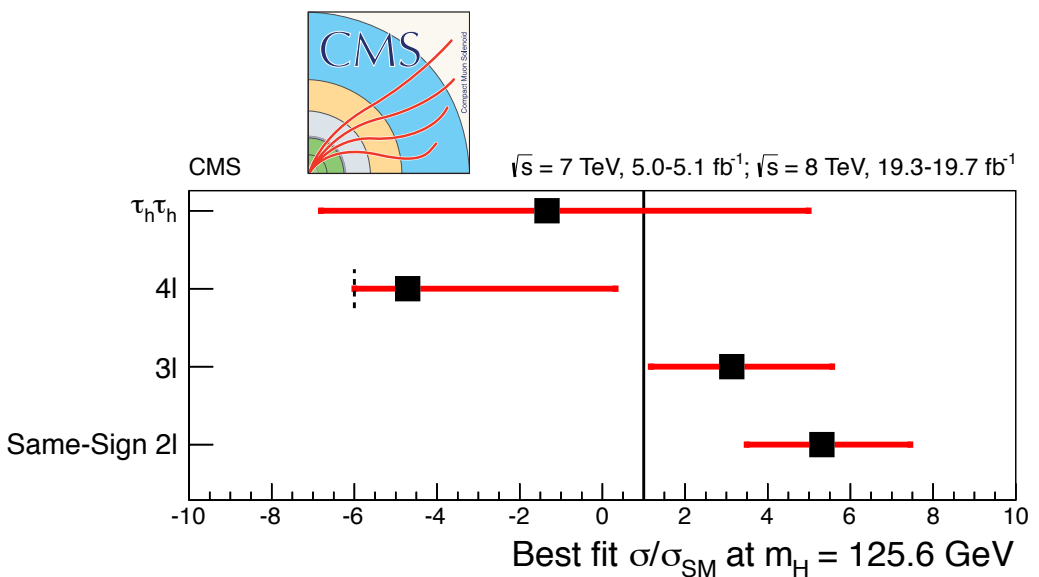 CMS
Compact Muon Solenoid
CMS
√s = 7 TeV, 5.0-5.1 fb⁻¹; √s = 8 TeV, 19.3-19.7 fb⁻¹
τₕτₕ
4l
3l
Same-Sign 2l
-10 -8 -6 -4 -2 0 2 4 6 8 10
Best fit σ/σ_SM at m_H = 125.6 GeV